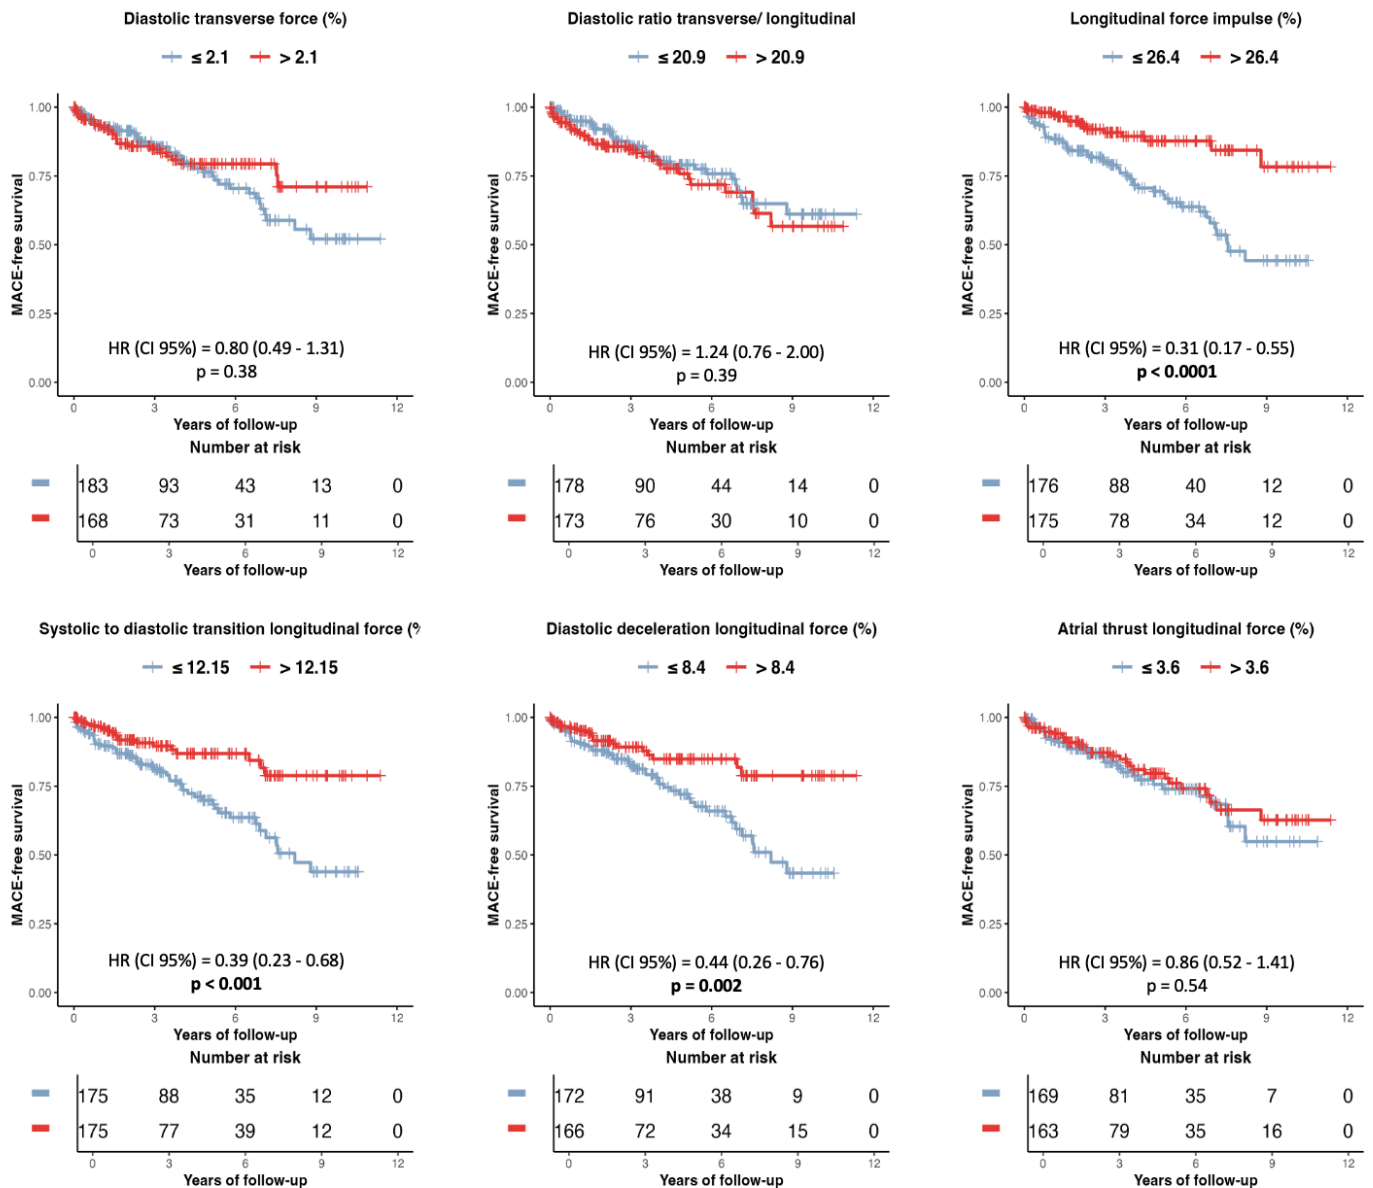 Diastolic transverse force (%)
≤ 2.1 > 2.1
1.00
0.75
0.50
0.25
0.00
MACE-free survival
HR (CI 95%) = 0.80 (0.49 - 1.31)
p = 0.38
0 3 6 9 12
Years of follow-up
Number at risk
183 93 43 13 0
168 73 31 11 0
0 3 6 9 12
Years of follow-up
Diastolic ratio transverse/ longitudinal
≤ 20.9 > 20.9
1.00
0.75
0.50
0.25
0.00
MACE-free survival
HR (CI 95%) = 1.24 (0.76 - 2.00)
p = 0.39
0 3 6 9 12
Years of follow-up
Number at risk
178 90 44 14 0
173 76 30 10 0
0 3 6 9 12
Years of follow-up
Longitudinal force impulse (%)
≤ 26.4 > 26.4
1.00
0.75
0.50
0.25
0.00
MACE-free survival
HR (CI 95%) = 0.31 (0.17 - 0.55)
p < 0.0001
0 3 6 9 12
Years of follow-up
Number at risk
176 88 40 12 0
175 78 34 12 0
0 3 6 9 12
Years of follow-up
Systolic to diastolic transition longitudinal force (%
≤ 12.15 > 12.15
1.00
0.75
0.50
0.25
0.00
MACE-free survival
HR (CI 95%) = 0.39 (0.23 - 0.68)
p < 0.001
0 3 6 9 12
Years of follow-up
Number at risk
175 88 35 12 0
175 77 39 12 0
0 3 6 9 12
Years of follow-up
Diastolic deceleration longitudinal force (%)
≤ 8.4 > 8.4
1.00
0.75
0.50
0.25
0.00
MACE-free survival
HR (CI 95%) = 0.44 (0.26 - 0.76)
p = 0.002
0 3 6 9 12
Years of follow-up
Number at risk
172 91 38 9 0
166 72 34 15 0
0 3 6 9 12
Years of follow-up
Atrial thrust longitudinal force (%)
≤ 3.6 > 3.6
1.00
0.75
0.50
0.25
0.00
MACE-free survival
HR (CI 95%) = 0.86 (0.52 - 1.41)
p = 0.54
0 3 6 9 12
Years of follow-up
Number at risk
169 81 35 7 0
163 79 35 16 0
0 3 6 9 12
Years of follow-up